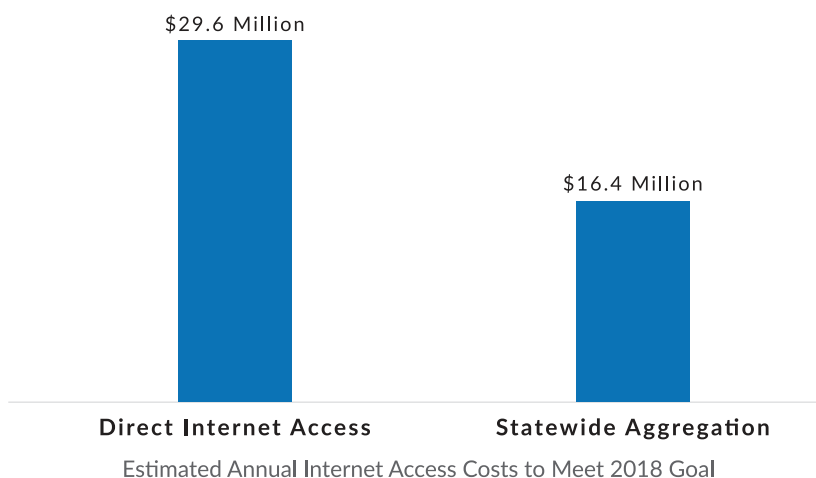 $29.6 Million
$16.4 Million
Direct Internet Access
Statewide Aggregation
Estimated Annual Internet Access Costs to Meet 2018 Goal